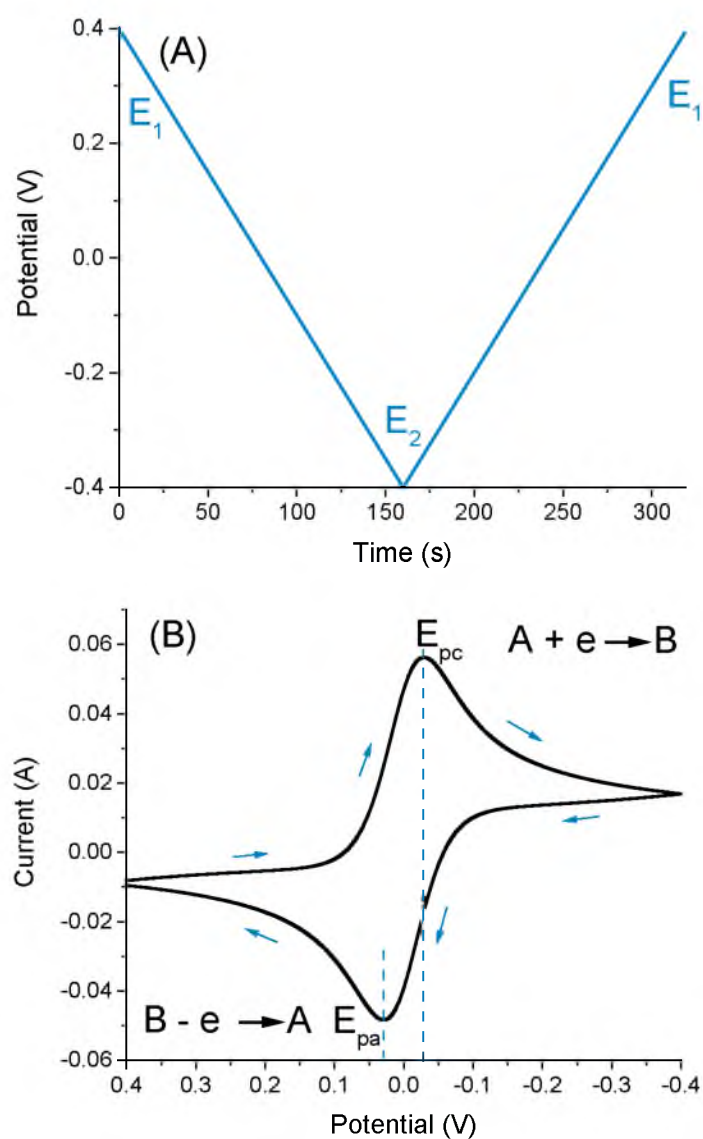 (A)
E₁
E₁
E₂
0.4
0.2
0.0
-0.2
-0.4
Potential (V)
0 50 100 150 200 250 300
Time (s)
(B)
E_pc
A + e → B
B - e → A E_pa
0.06
0.04
0.02
0.00
-0.02
-0.04
-0.06
Current (A)
0.4 0.3 0.2 0.1 0.0 -0.1 -0.2 -0.3 -0.4
Potential (V)